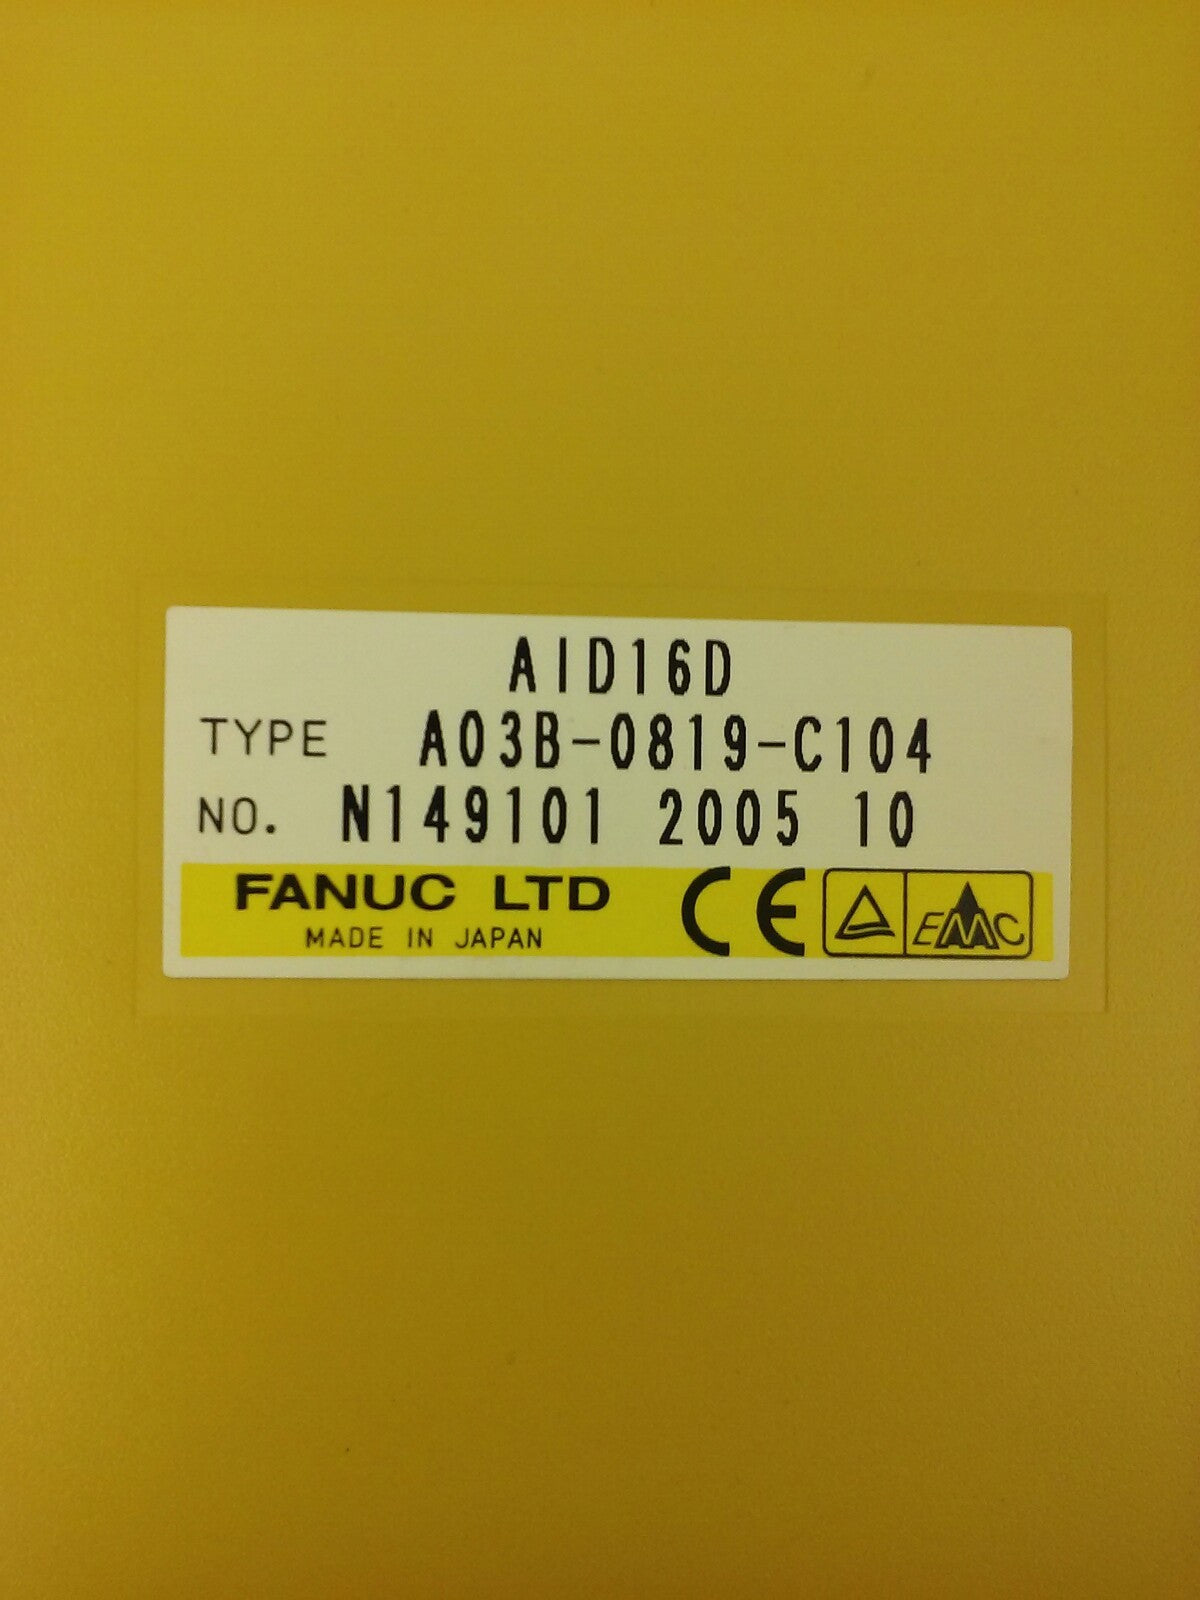 AID16D
TYPE A03B-0819-C104
NO. N149101 2005 10
FANUC LTD CE EMC
MADE IN JAPAN